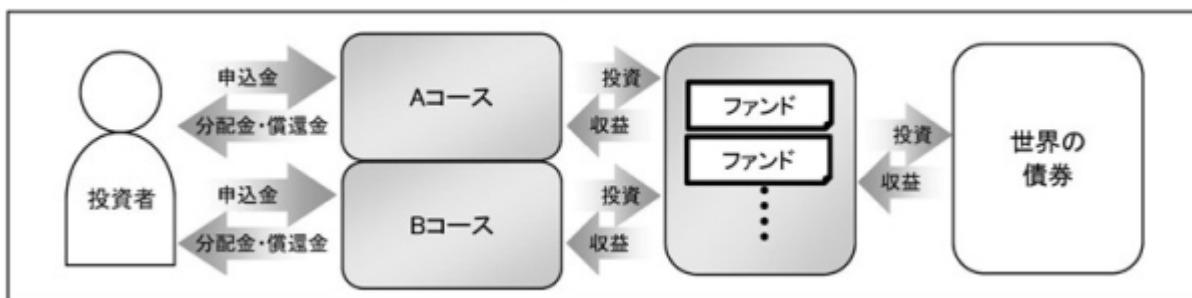 申込金
分配金・償還金
投資者
申込金
分配金・償還金
Aコース
Bコース
投資
収益
投資
収益
ファンド
ファンド
投資
収益
世界の
債券